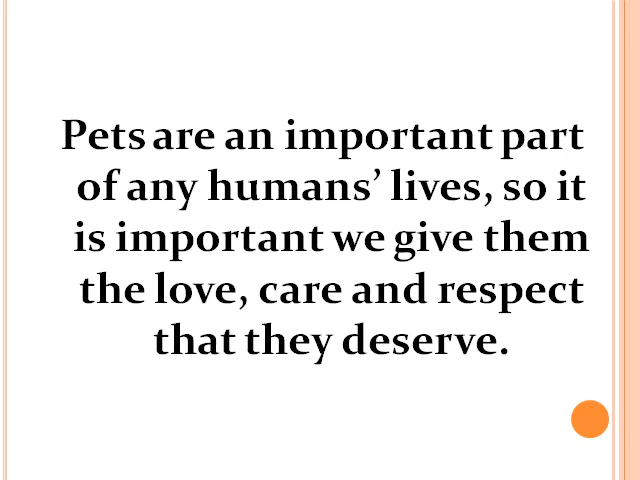 Pets are an important part
of any humans’ lives, so it
is important we give them
the love, care and respect
that they deserve.